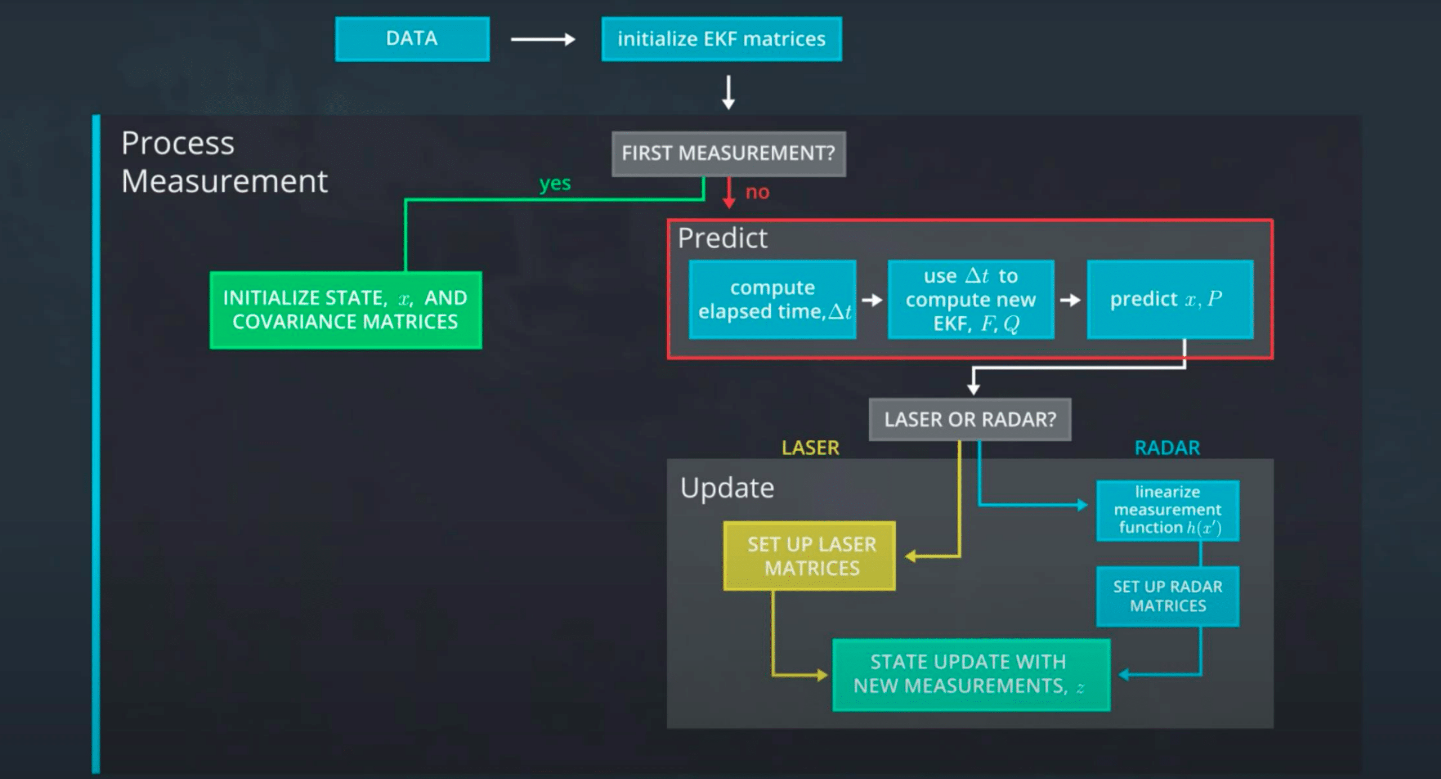 DATA
initialize EKF matrices
Process
Measurement
FIRST MEASUREMENT?
yes
no
Predict
compute
elapsed time,Δt
use Δt to
compute new
EKF, F, Q
predict x, P
INITIALIZE STATE, x, AND
COVARIANCE MATRICES
LASER OR RADAR?
LASER
RADAR
Update
linearize
measurement
function h(x′)
SET UP LASER
MATRICES
SET UP RADAR
MATRICES
STATE UPDATE WITH
NEW MEASUREMENTS, z